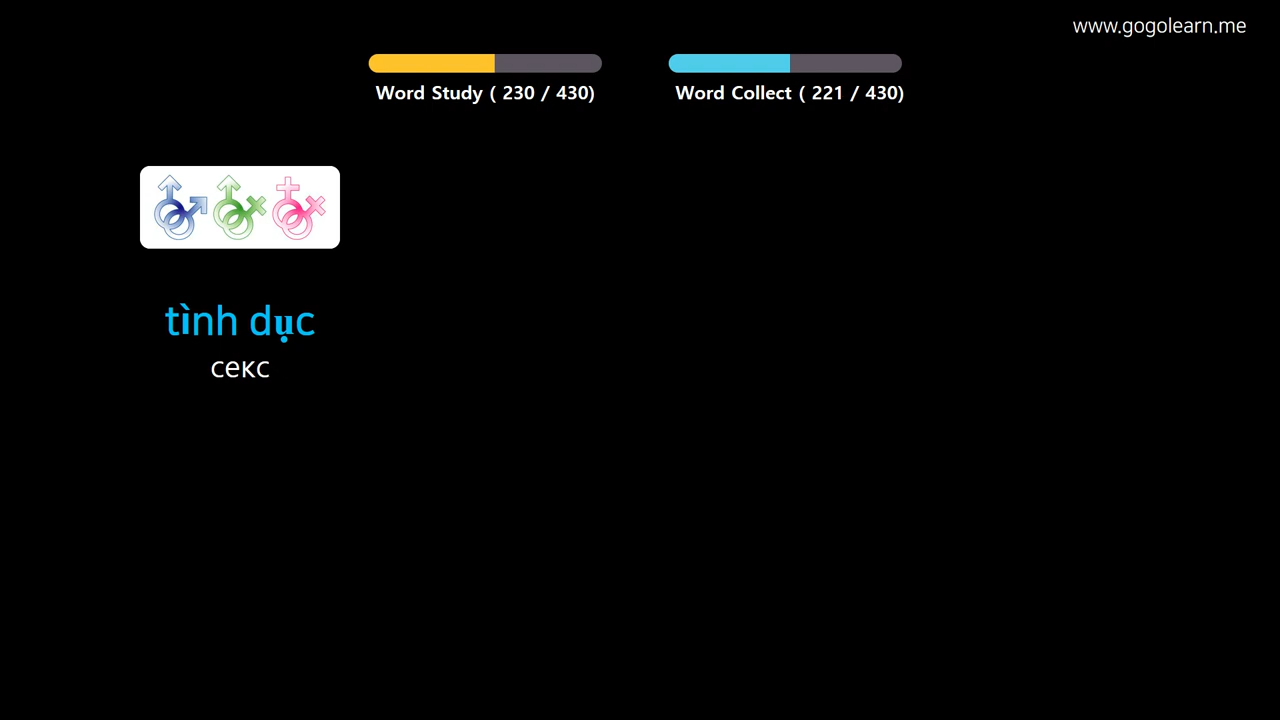 www.gogolearn.me
Word Study ( 230 / 430)
Word Collect ( 221 / 430)
tình dục
секс